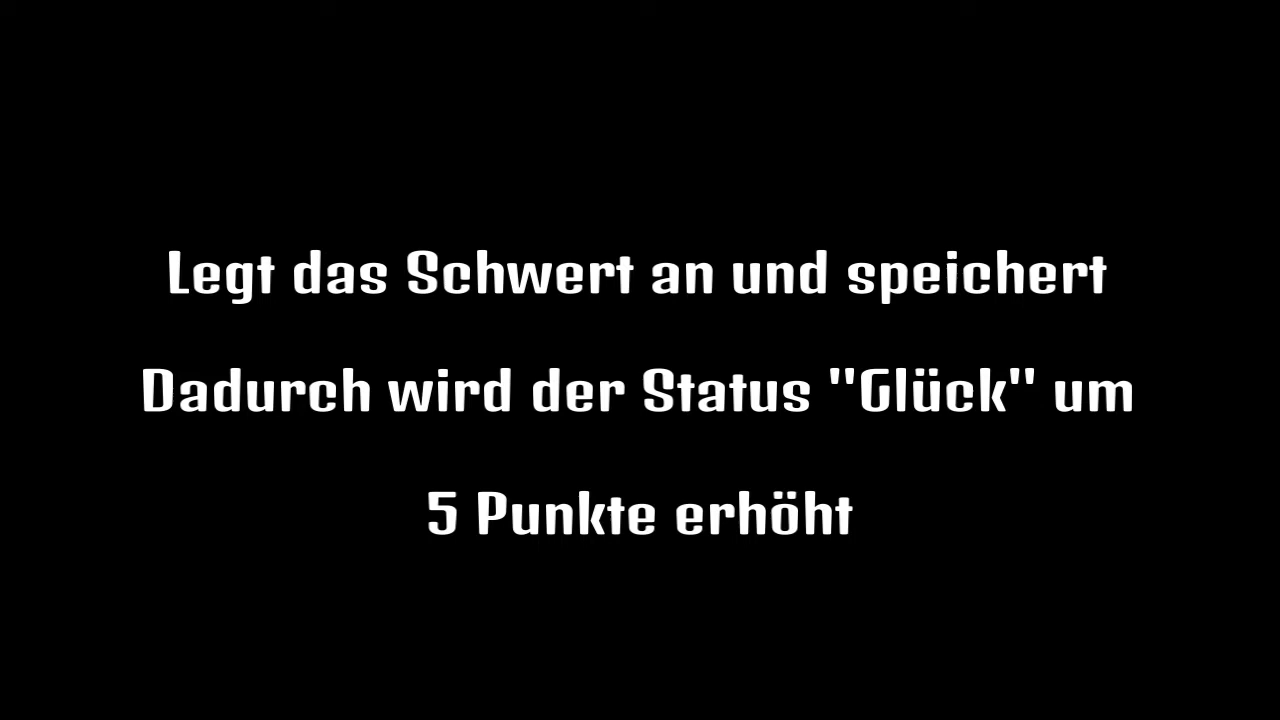 Legt das Schwert an und speichert
Dadurch wird der Status "Glück" um
5 Punkte erhöht